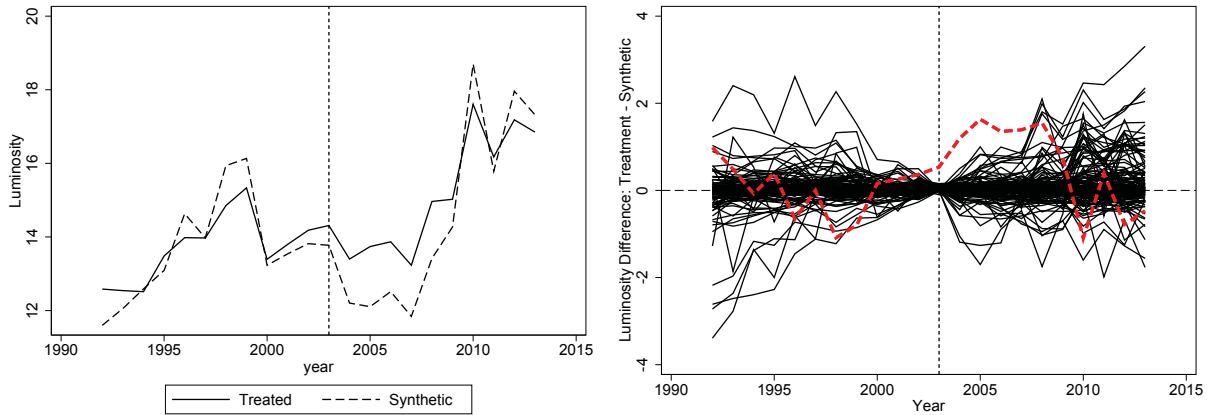 Luminosity
20
18
16
14
12
1990 1995 2000 2005 2010 2015
year
Treated Synthetic
Luminosity Difference: Treatment - Synthetic
4
2
0
-2
-4
1990 1995 2000 2005 2010 2015
Year